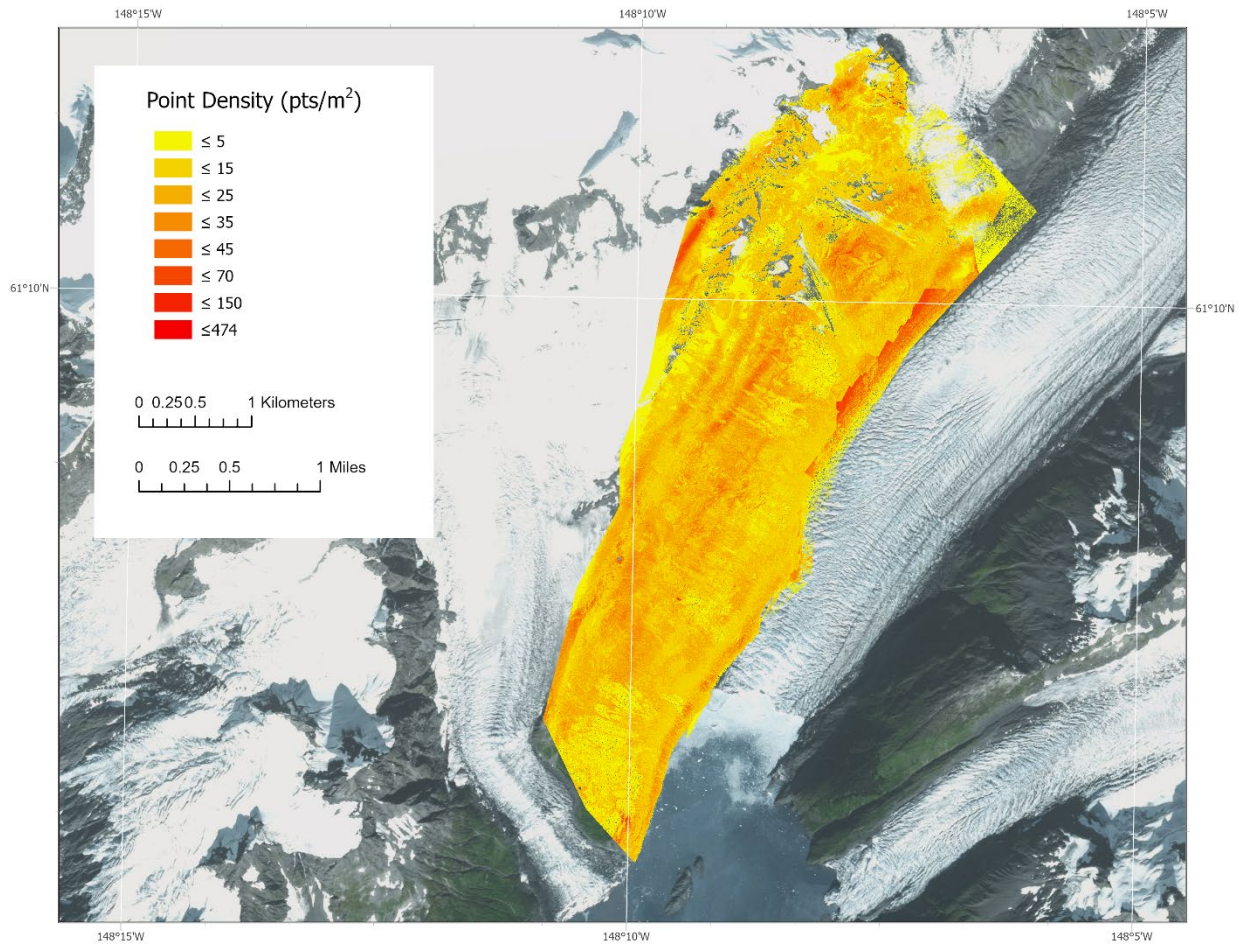 148°15'W 148°10'W 148°5'W
Point Density (pts/m²)
≤ 5
≤ 15
≤ 25
≤ 35
≤ 45
≤ 70
≤ 150
≤474
61°10'N
61°10'N
0 0.25 0.5 1 Kilometers
0 0.25 0.5 1 Miles
148°15'W 148°10'W 148°5'W